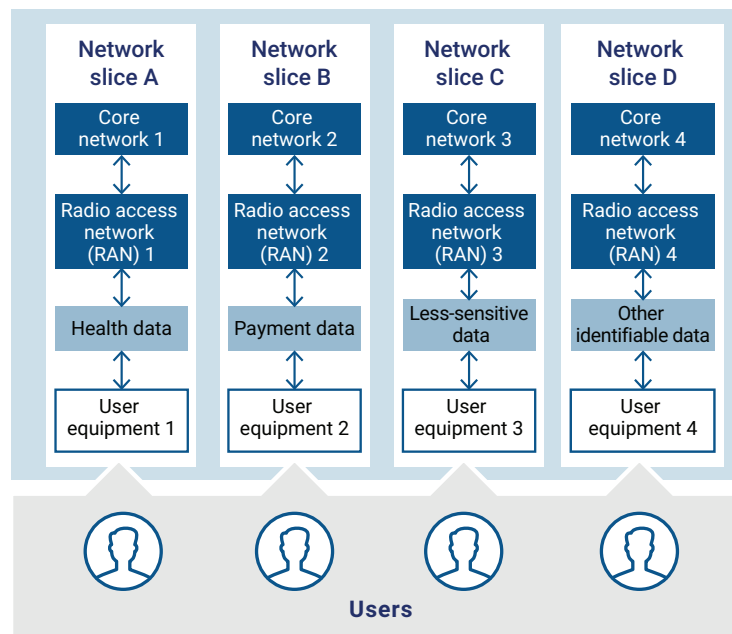 Network
slice A
Core
network 1
Radio access
network
(RAN) 1
Health data
User
equipment 1
Network
slice B
Core
network 2
Radio access
network
(RAN) 2
Payment data
User
equipment 2
Network
slice C
Core
network 3
Radio access
network
(RAN) 3
Less-sensitive
data
User
equipment 3
Network
slice D
Core
network 4
Radio access
network
(RAN) 4
Other
identifiable data
User
equipment 4
Users